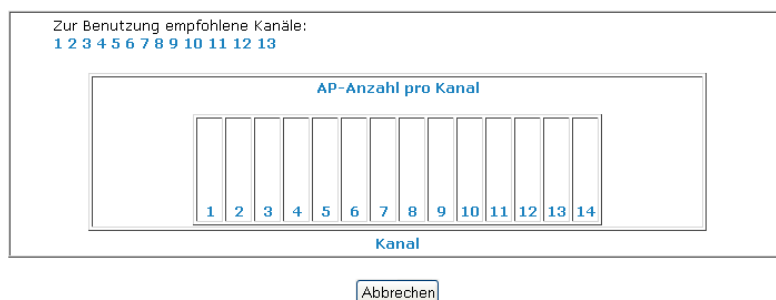 Zur Benutzung empfohlene Kanäle:
1 2 3 4 5 6 7 8 9 10 11 12 13
AP-Anzahl pro Kanal
1 2 3 4 5 6 7 8 9 10 11 12 13 14
Kanal
Abbrechen